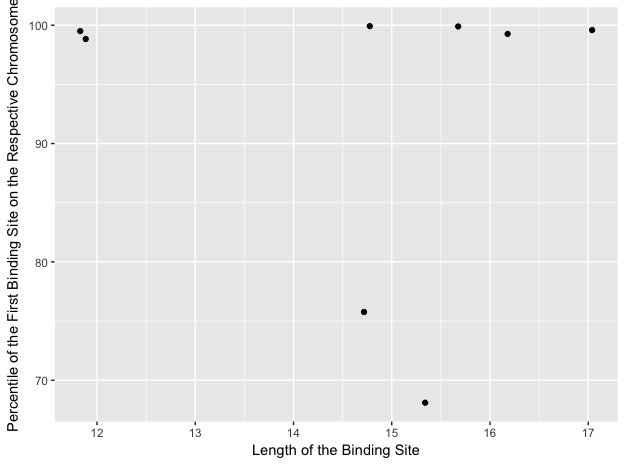 Percentile of the First Binding Site on the Respective Chromosome
100
90
80
70
12 13 14 15 16 17
Length of the Binding Site